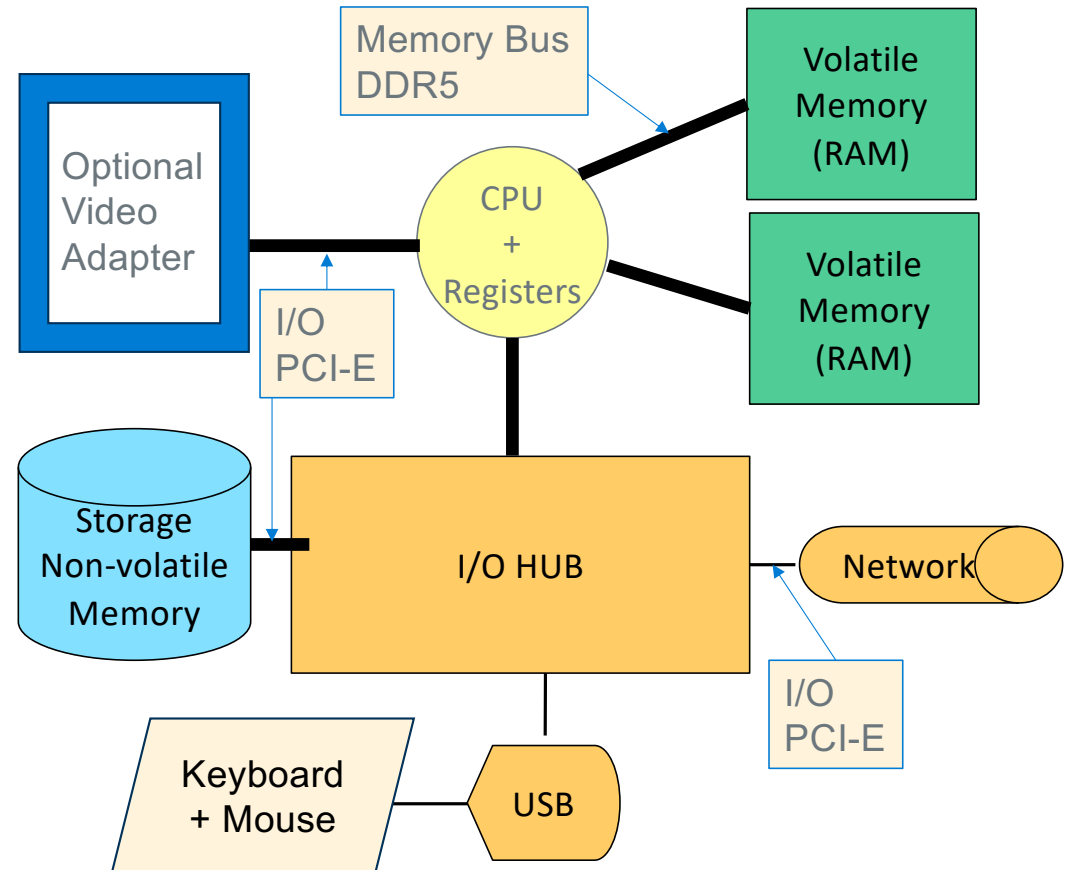 Memory Bus
DDR5
Volatile
Memory
(RAM)
Optional
Video
Adapter
CPU
+
Registers
Volatile
Memory
(RAM)
I/O
PCI-E
Storage
Non-volatile
Memory
I/O HUB
Network
I/O
PCI-E
Keyboard
+ Mouse
USB